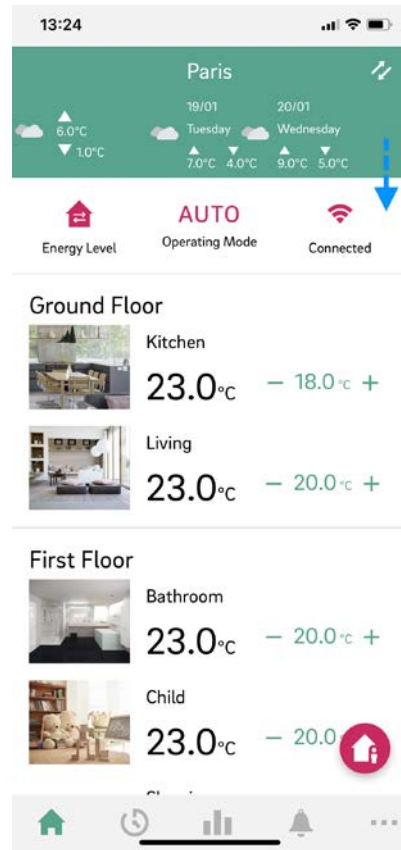 13:24
Paris
19/01 20/01
6.0°C Tuesday Wednesday
1.0°C 7.0°C 4.0°C 9.0°C 5.0°C
AUTO
Energy Level Operating Mode Connected
Ground Floor
Kitchen
23.0°C − 18.0°C +
Living
23.0°C − 20.0°C +
First Floor
Bathroom
23.0°C − 20.0°C +
Child
23.0°C − 20.0